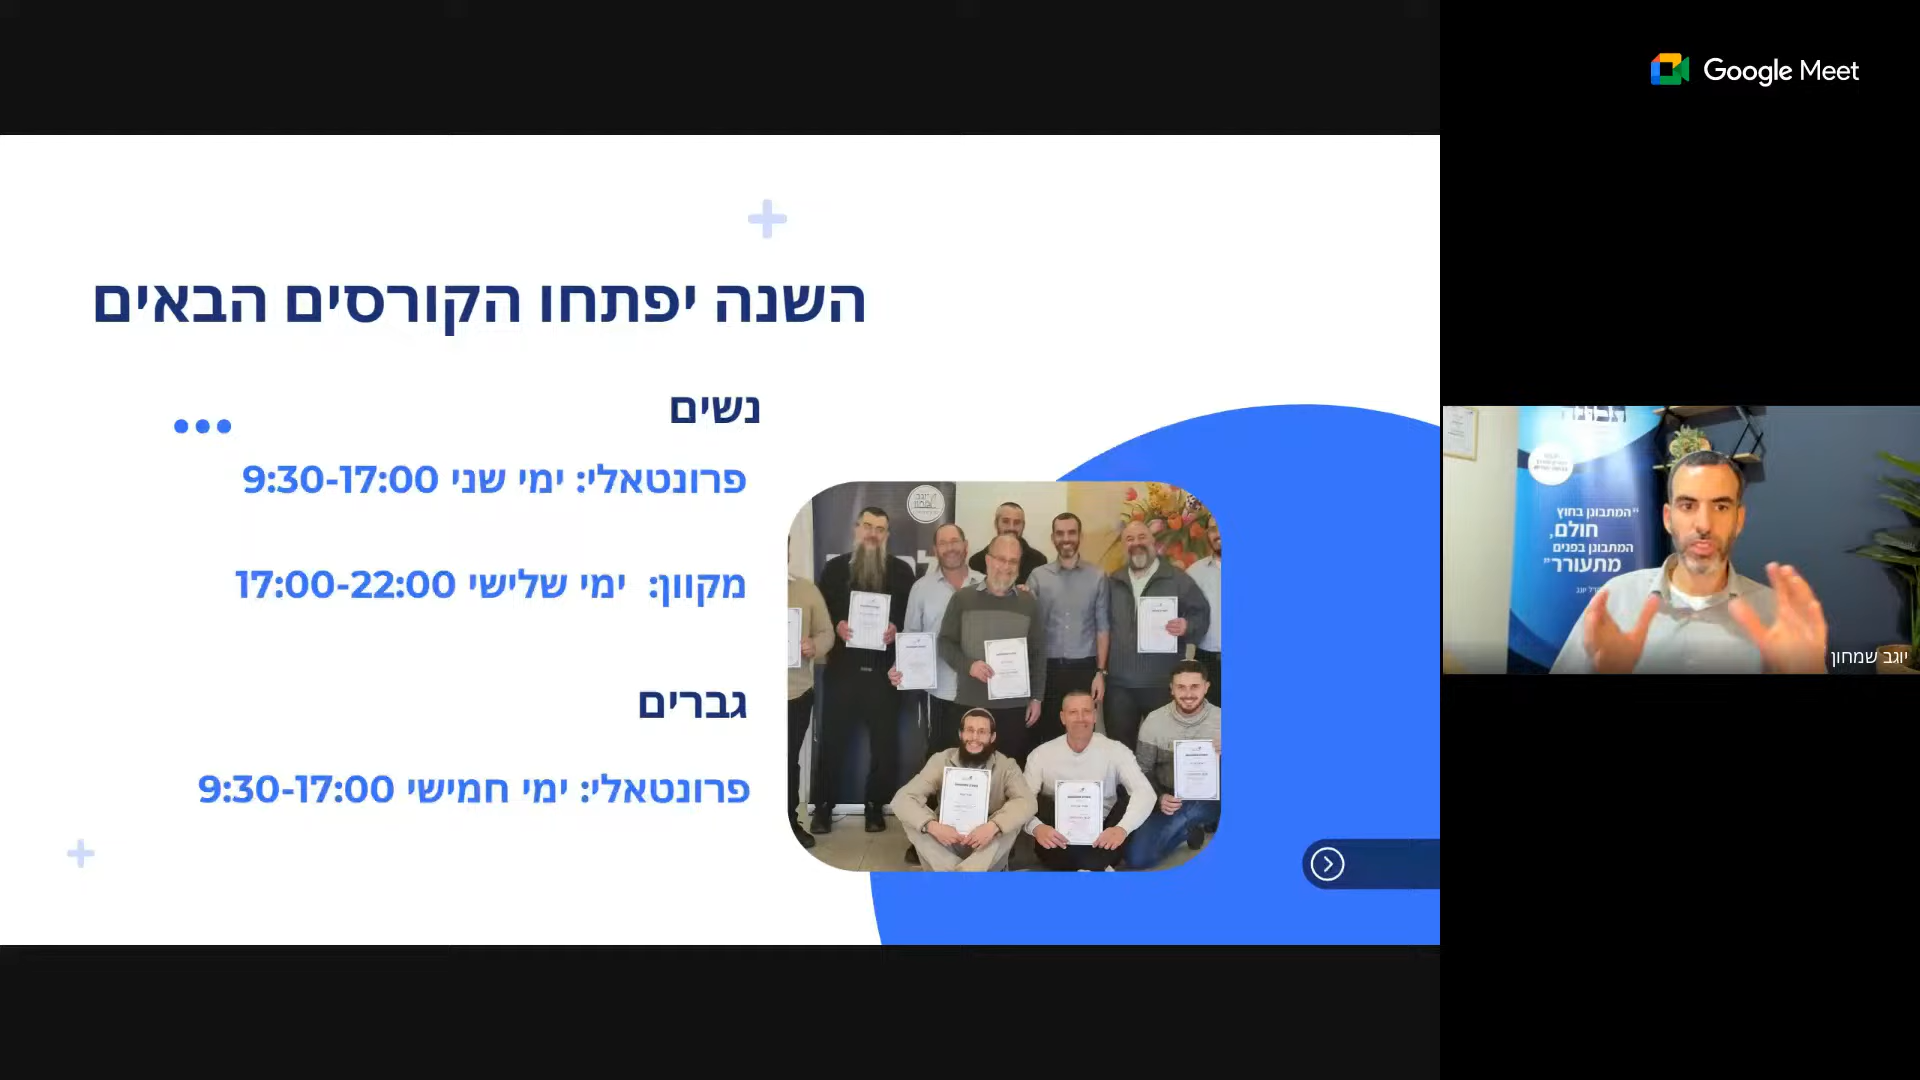 Google Meet
השנה יפתחו הקורסים הבאים
נשים
פרונטאלי: ימי שני 9:30-17:00
מקוון: ימי שלישי 17:00-22:00
גברים
פרונטאלי: ימי חמישי 9:30-17:00
"המתבונן בחוץ
חולם,
המתבונן בפנים
מתעורר"
יוגב שמחון